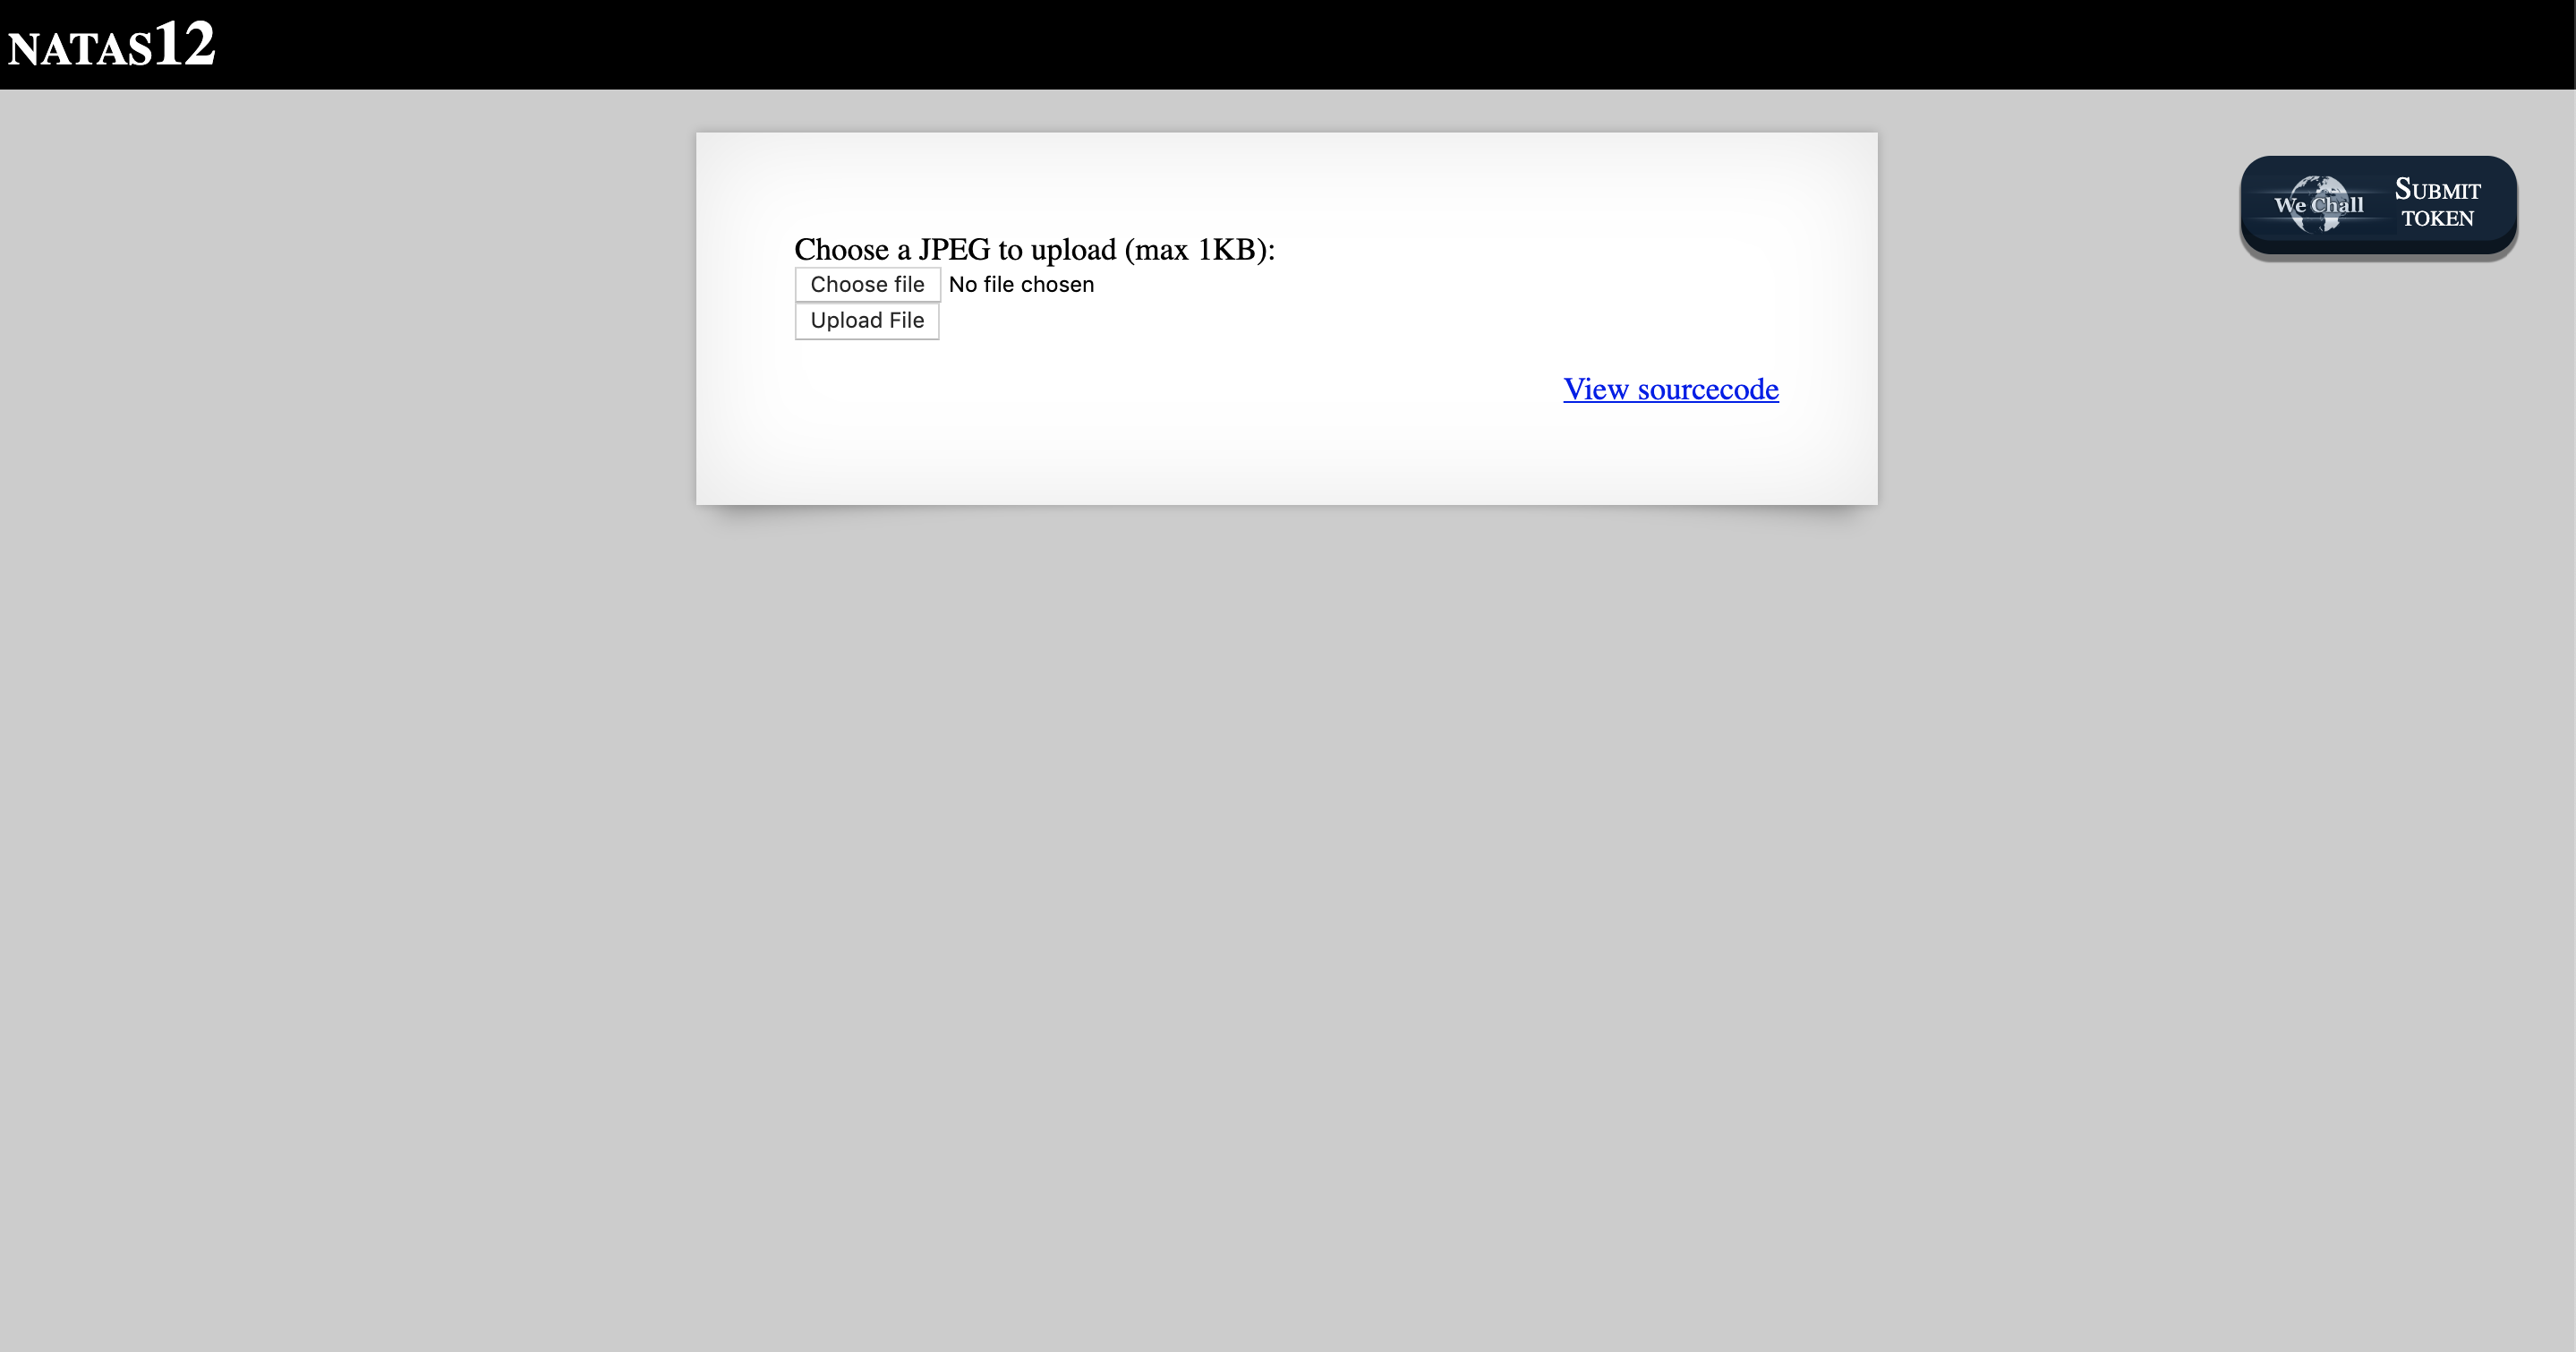 NATAS12
We Chall
SUBMIT
TOKEN
Choose a JPEG to upload (max 1KB):
Choose file No file chosen
Upload File
View sourcecode